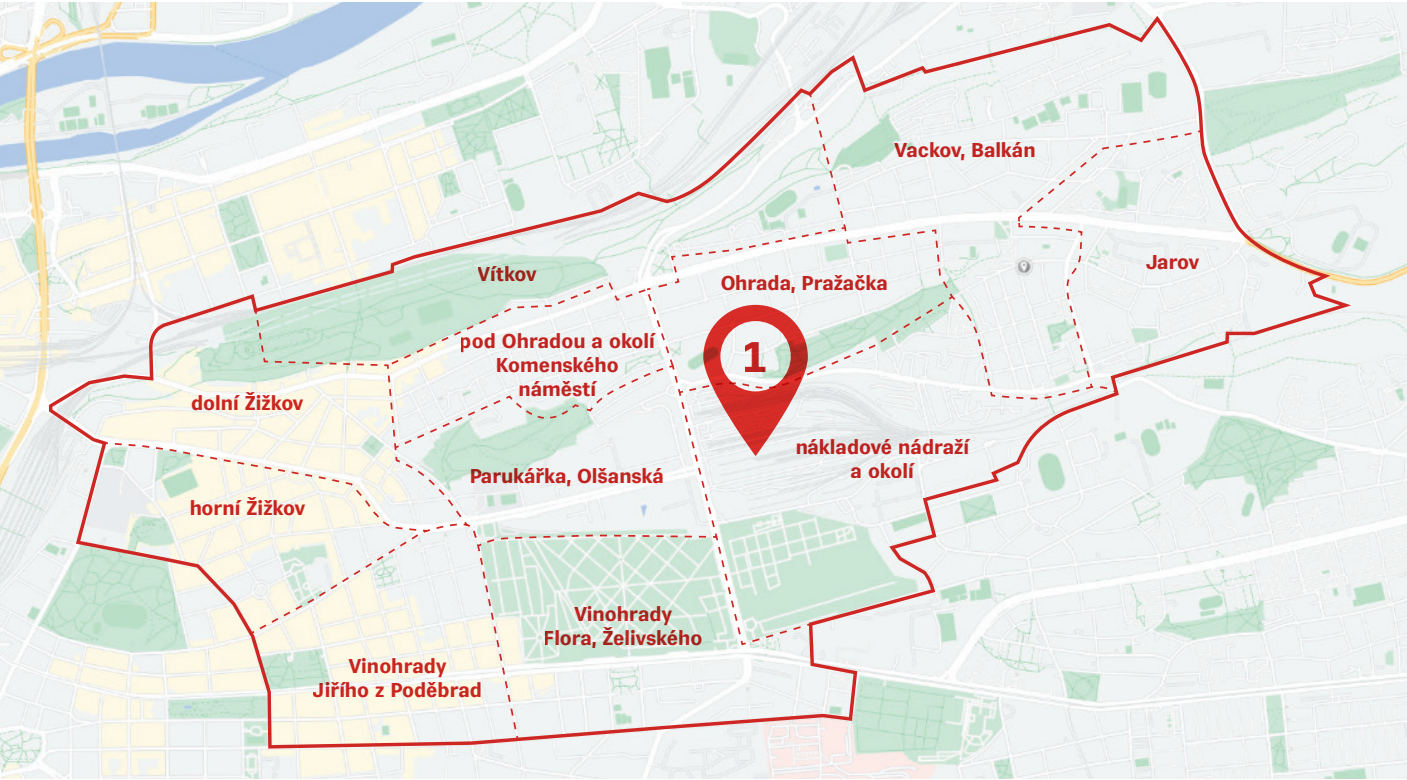 Vackov, Balkán
Jarov
Vítkov
Ohrada, Pražačka
pod Ohradou a okolí
Komenského
náměstí
1
dolní Žižkov
nákladové nádraží
a okolí
Parukářka, Olšanská
horní Žižkov
Vinohrady
Flora, Želivského
Vinohrady
Jiřího z Poděbrad